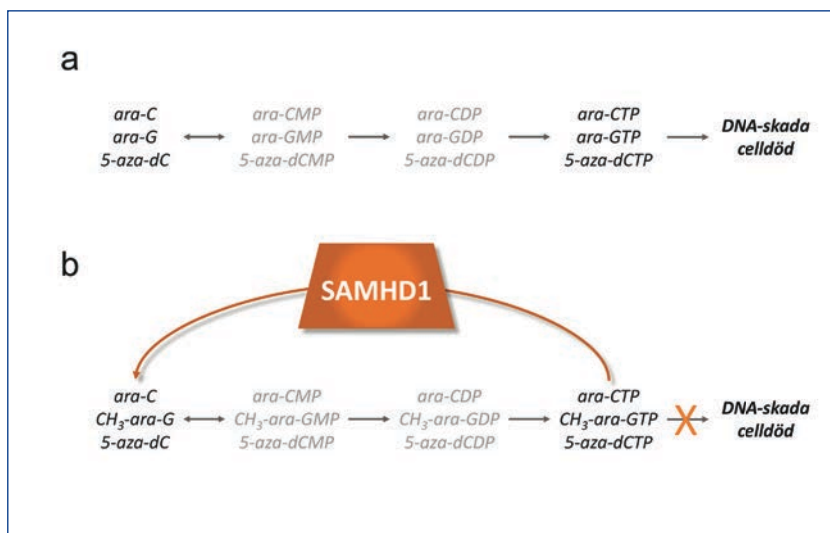 a
ara-C
ara-G
5-aza-dC
ara-CMP
ara-GMP
5-aza-dCMP
ara-CDP
ara-GDP
5-aza-dCDP
ara-CTP
ara-GTP
5-aza-dCTP
DNA-skada
celldöd
b
SAMHD1
ara-C
CH₃-ara-G
5-aza-dC
ara-CMP
CH₃-ara-GMP
5-aza-dCMP
ara-CDP
CH₃-ara-GDP
5-aza-dCDP
ara-CTP
CH₃-ara-GTP
5-aza-dCTP
X
DNA-skada
celldöd